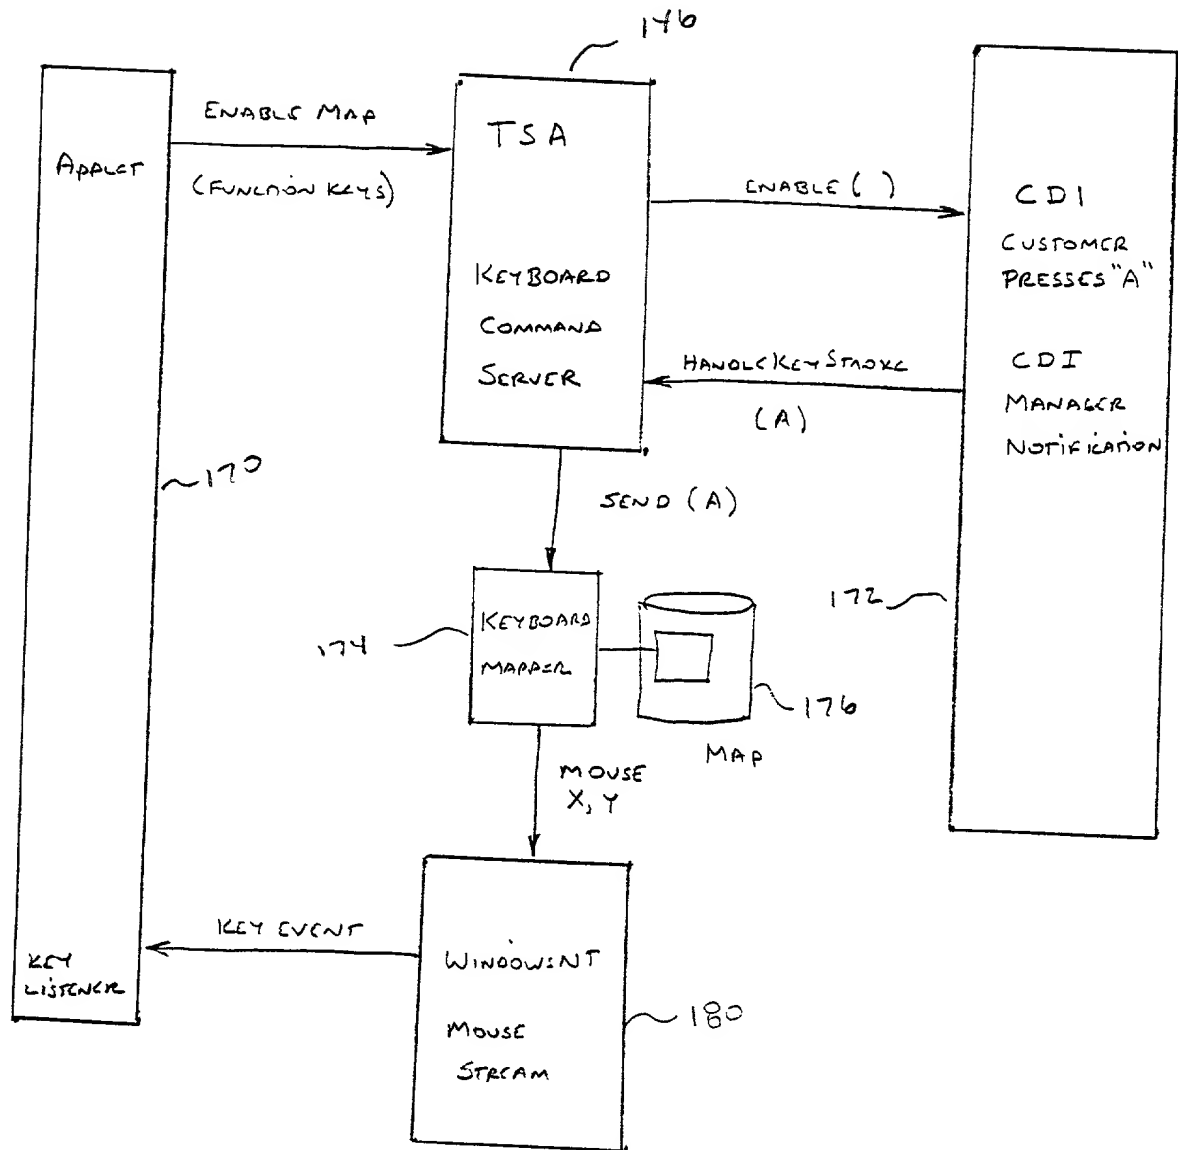 146
ENABLE MAP
(FUNCTION KEYS)
APPLET
TSA
KEYBOARD
COMMAND
SERVER
ENABLE ( )
CDI
CUSTOMER
PRESSES "A"
CDI
MANAGER
NOTIFICATION
HANDLEKEYSTROKE
(A)
170
SEND (A)
172
174
KEYBOARD
MAPPER
176
MAP
MOUSE
X, Y
KEY EVENT
WINDOWSNT
MOUSE
STREAM
180
KEY
LISTENER